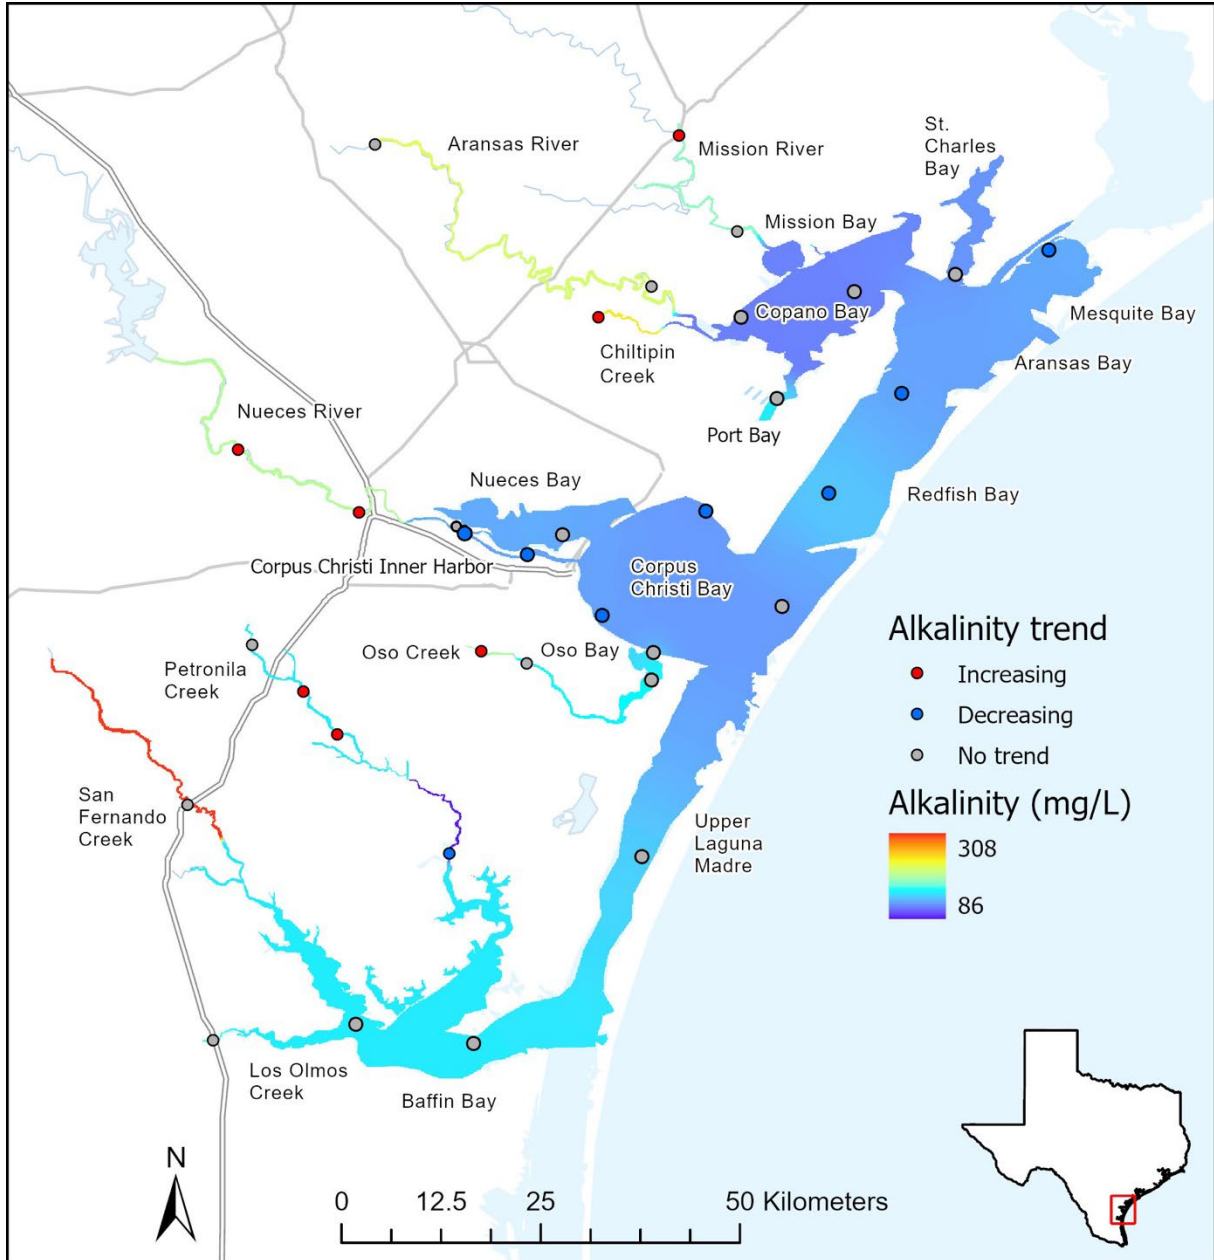 St.
Charles
Bay
Aransas River
Mission River
Mission Bay
Copano Bay
Mesquite Bay
Chiltipin
Creek
Aransas Bay
Nueces River
Port Bay
Nueces Bay
Redfish Bay
Corpus Christi Inner Harbor
Corpus
Christi Bay
Oso Creek
Oso Bay
Petronila
Creek
San
Fernando
Creek
Upper
Laguna
Madre
Los Olmos
Creek
Baffin Bay
Alkalinity trend
Increasing
Decreasing
No trend
Alkalinity (mg/L)
308
86
N
0 12.5 25 50 Kilometers